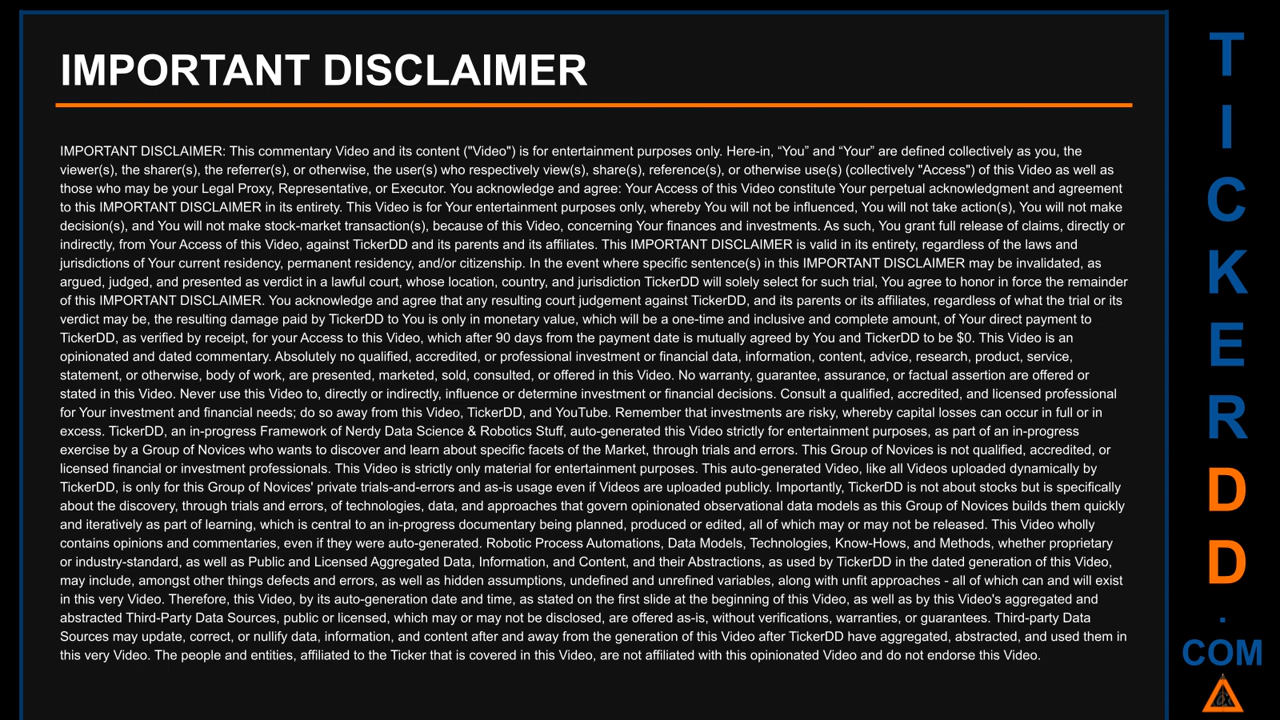 IMPORTANT DISCLAIMER
IMPORTANT DISCLAIMER: This commentary Video and its content ("Video") is for entertainment purposes only. Here-in, “You” and “Your” are defined collectively as you, the
viewer(s), the sharer(s), the referrer(s), or otherwise, the user(s) who respectively view(s), share(s), reference(s), or otherwise use(s) (collectively "Access") of this Video as well as
those who may be your Legal Proxy, Representative, or Executor. You acknowledge and agree: Your Access of this Video constitute Your perpetual acknowledgment and agreement
to this IMPORTANT DISCLAIMER in its entirety. This Video is for Your entertainment purposes only, whereby You will not be influenced, You will not take action(s), You will not make
decision(s), and You will not make stock-market transaction(s), because of this Video, concerning Your finances and investments. As such, You grant full release of claims, directly or
indirectly, from Your Access of this Video, against TickerDD and its parents and its affiliates. This IMPORTANT DISCLAIMER is valid in its entirety, regardless of the laws and
jurisdictions of Your current residency, permanent residency, and/or citizenship. In the event where specific sentence(s) in this IMPORTANT DISCLAIMER may be invalidated, as
argued, judged, and presented as verdict in a lawful court, whose location, country, and jurisdiction TickerDD will solely select for such trial, You agree to honor in force the remainder
of this IMPORTANT DISCLAIMER. You acknowledge and agree that any resulting court judgement against TickerDD, and its parents or its affiliates, regardless of what the trial or its
verdict may be, the resulting damage paid by TickerDD to You is only in monetary value, which will be a one-time and inclusive and complete amount, of Your direct payment to
TickerDD, as verified by receipt, for your Access to this Video, which after 90 days from the payment date is mutually agreed by You and TickerDD to be $0. This Video is an
opinionated and dated commentary. Absolutely no qualified, accredited, or professional investment or financial data, information, content, advice, research, product, service,
statement, or otherwise, body of work, are presented, marketed, sold, consulted, or offered in this Video. No warranty, guarantee, assurance, or factual assertion are offered or
stated in this Video. Never use this Video to, directly or indirectly, influence or determine investment or financial decisions. Consult a qualified, accredited, and licensed professional
for Your investment and financial needs; do so away from this Video, TickerDD, and YouTube. Remember that investments are risky, whereby capital losses can occur in full or in
excess. TickerDD, an in-progress Framework of Nerdy Data Science & Robotics Stuff, auto-generated this Video strictly for entertainment purposes, as part of an in-progress
exercise by a Group of Novices who wants to discover and learn about specific facets of the Market, through trials and errors. This Group of Novices is not qualified, accredited, or
licensed financial or investment professionals. This Video is strictly only material for entertainment purposes. This auto-generated Video, like all Videos uploaded dynamically by
TickerDD, is only for this Group of Novices' private trials-and-errors and as-is usage even if Videos are uploaded publicly. Importantly, TickerDD is not about stocks but is specifically
about the discovery, through trials and errors, of technologies, data, and approaches that govern opinionated observational data models as this Group of Novices builds them quickly
and iteratively as part of learning, which is central to an in-progress documentary being planned, produced or edited, all of which may or may not be released. This Video wholly
contains opinions and commentaries, even if they were auto-generated. Robotic Process Automations, Data Models, Technologies, Know-Hows, and Methods, whether proprietary
or industry-standard, as well as Public and Licensed Aggregated Data, Information, and Content, and their Abstractions, as used by TickerDD in the dated generation of this Video,
may include, amongst other things defects and errors, as well as hidden assumptions, undefined and unrefined variables, along with unfit approaches - all of which can and will exist
in this very Video. Therefore, this Video, by its auto-generation date and time, as stated on the first slide at the beginning of this Video, as well as by this Video's aggregated and
abstracted Third-Party Data Sources, public or licensed, which may or may not be disclosed, are offered as-is, without verifications, warranties, or guarantees. Third-party Data
Sources may update, correct, or nullify data, information, and content after and away from the generation of this Video after TickerDD have aggregated, abstracted, and used them in
this very Video. The people and entities, affiliated to the Ticker that is covered in this Video, are not affiliated with this opinionated Video and do not endorse this Video.
T
I
C
K
E
R
D
D
.
COM